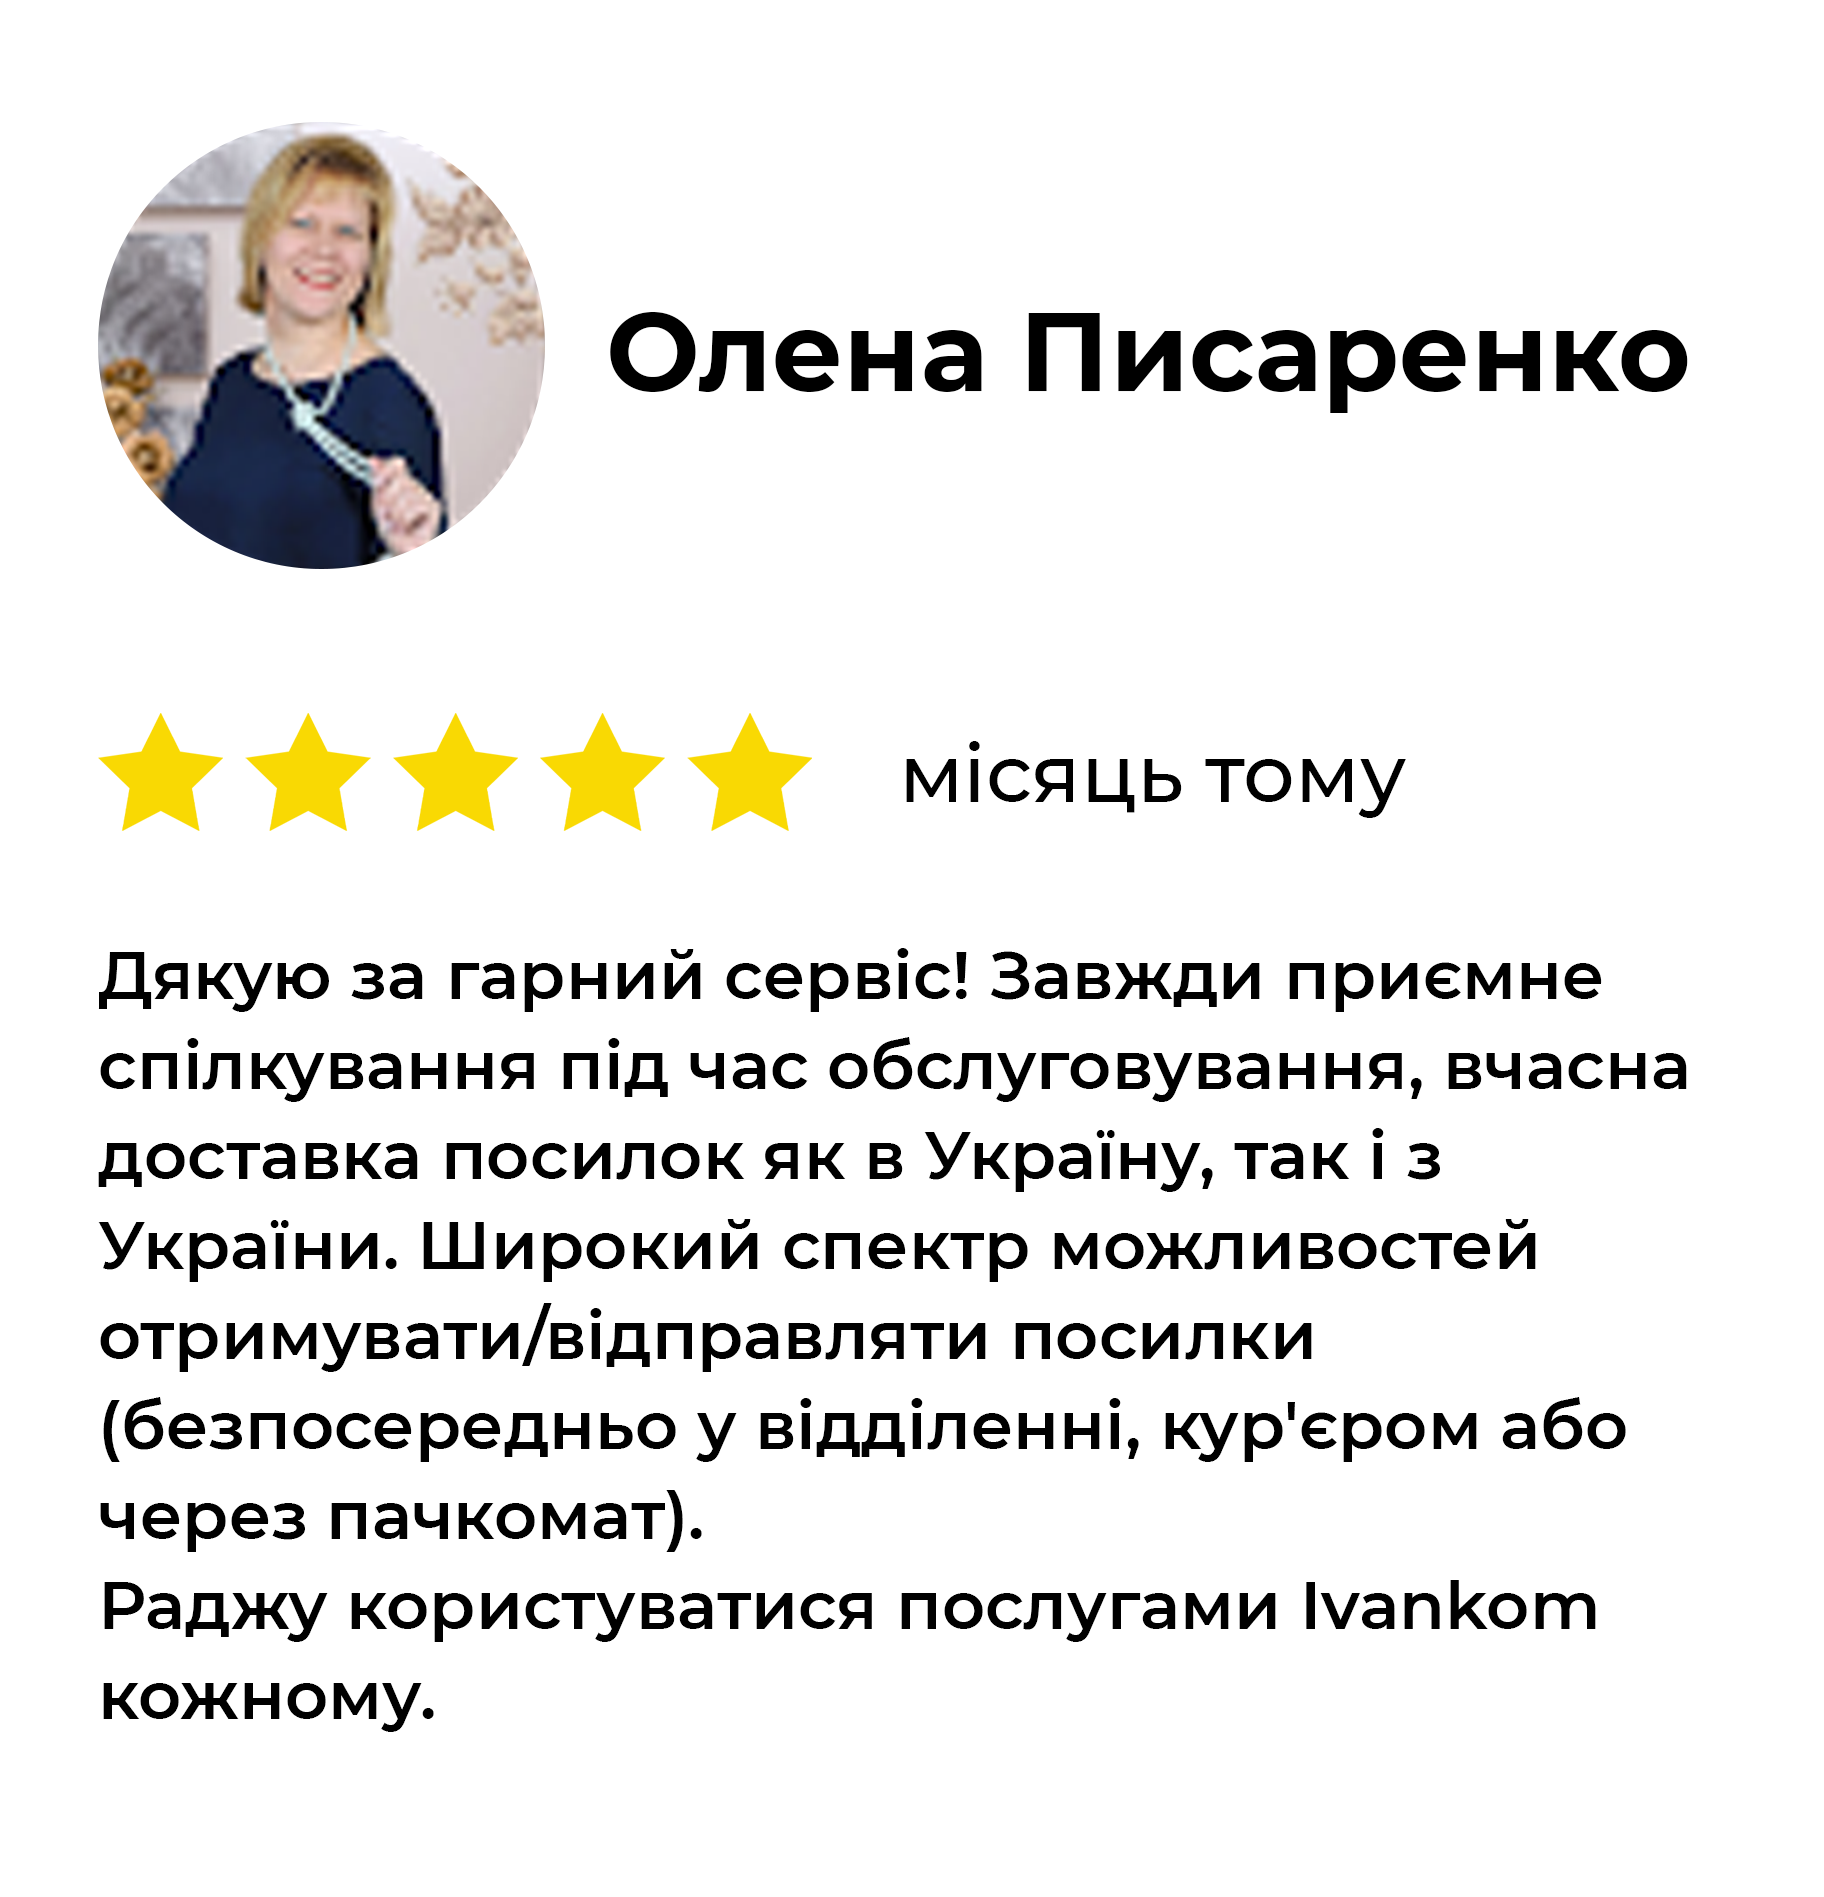 Олена Писаренко
місяць тому
Дякую за гарний сервіс! Завжди приємне
спілкування під час обслуговування, вчасна
доставка посилок як в Україну, так і з
України. Широкий спектр можливостей
отримувати/відправляти посилки
(безпосередньо у відділенні, кур'єром або
через пачкомат).
Раджу користуватися послугами Ivankom
кожному.